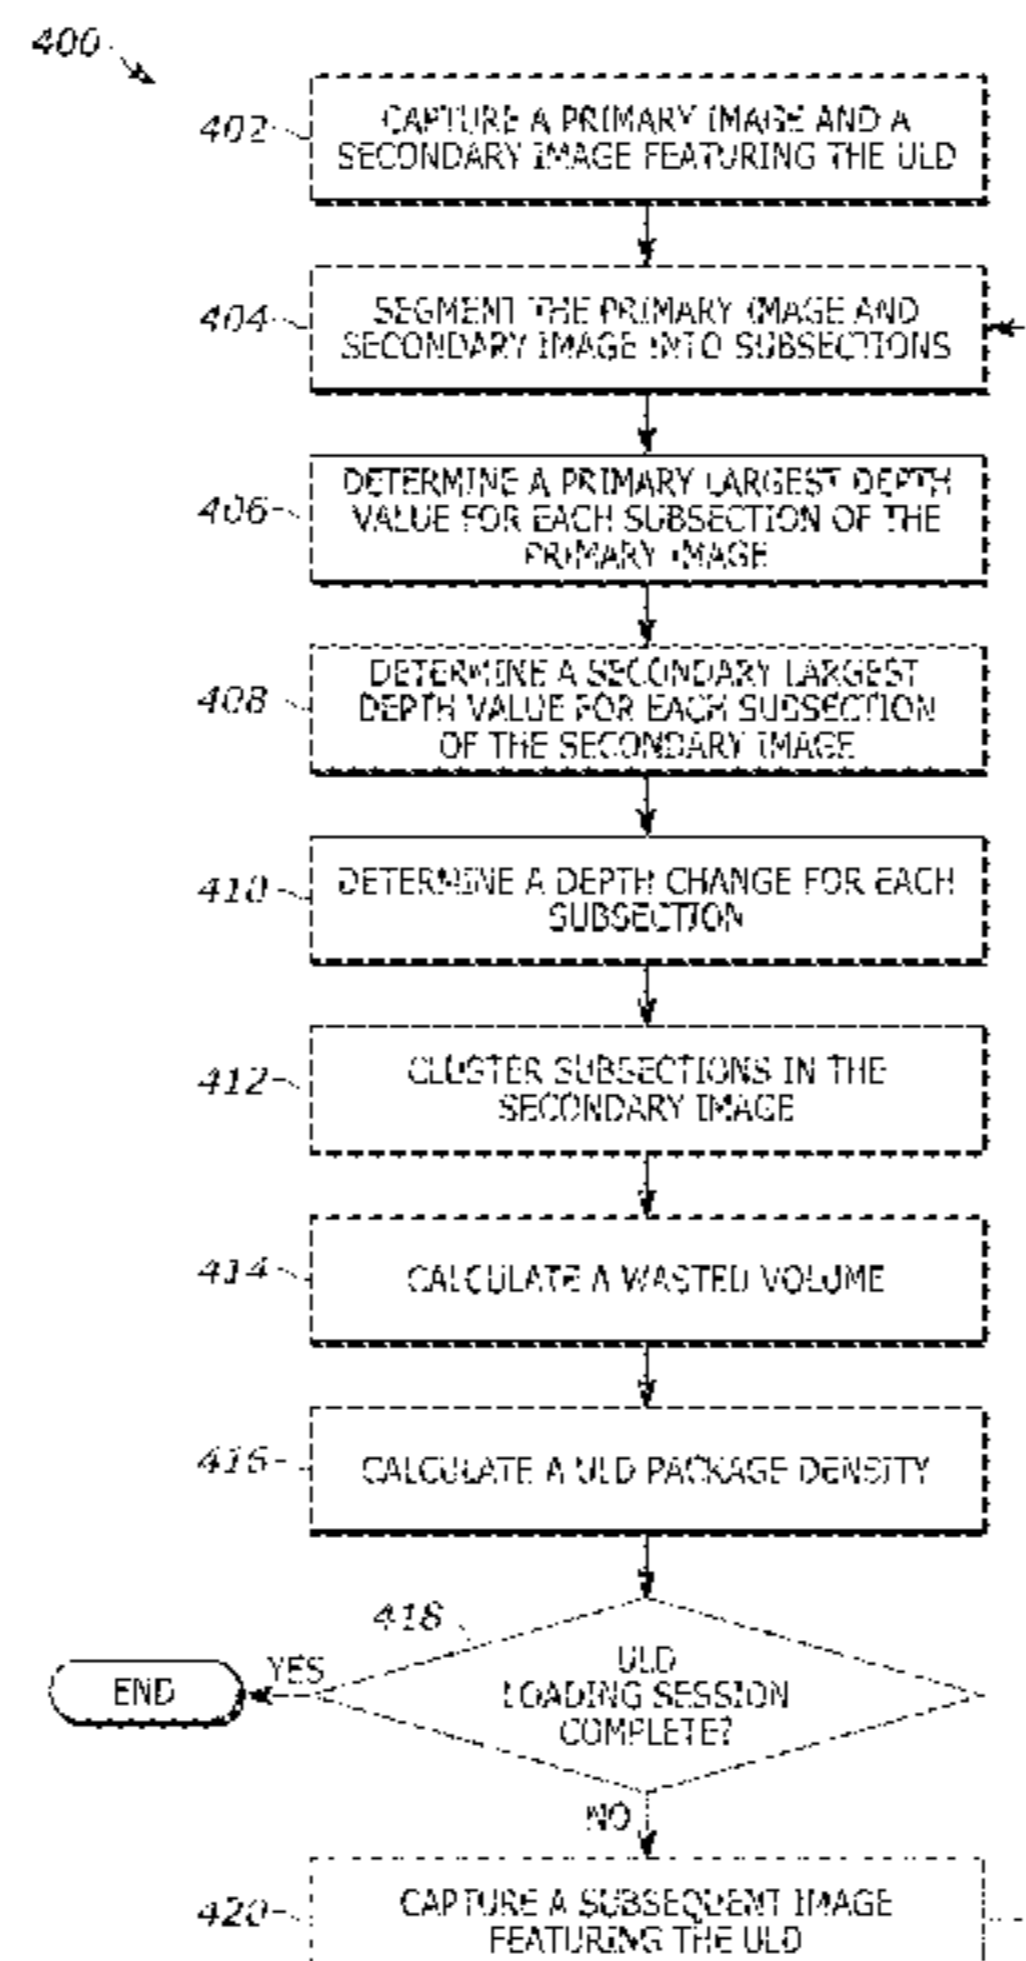 400
402
CAPTURE A PRIMARY IMAGE AND A
SECONDARY IMAGE FEATURING THE ULD
404
SEGMENT THE PRIMARY IMAGE AND
SECONDARY IMAGE INTO SUBSECTIONS
406
DETERMINE A PRIMARY LARGEST DEPTH
VALUE FOR EACH SUBSECTION OF THE
PRIMARY IMAGE
408
DETERMINE A SECONDARY LARGEST
DEPTH VALUE FOR EACH SUBSECTION
OF THE SECONDARY IMAGE
410
DETERMINE A DEPTH CHANGE FOR EACH
SUBSECTION
412
CLUSTER SUBSECTIONS IN THE
SECONDARY IMAGE
414
CALCULATE A WASTED VOLUME
416
CALCULATE A ULD PACKAGE DENSITY
418
ULD
LOADING SESSION
COMPLETE?
YES
END
NO
420
CAPTURE A SUBSEQUENT IMAGE
FEATURING THE ULD